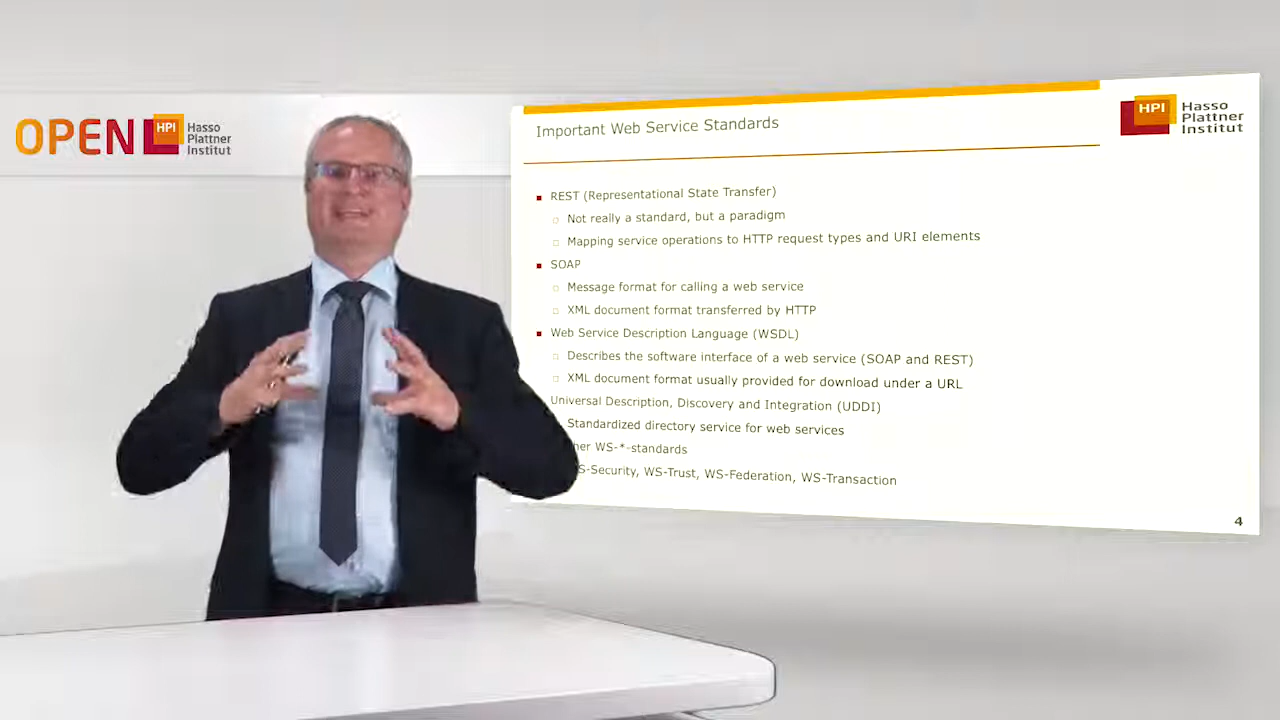 OPEN HPI Hasso
Plattner
Institut
Important Web Service Standards
HPI Hasso
Plattner
Institut
REST (Representational State Transfer)
Not really a standard, but a paradigm
Mapping service operations to HTTP request types and URI elements
SOAP
Message format for calling a web service
XML document format transferred by HTTP
Web Service Description Language (WSDL)
Describes the software interface of a web service (SOAP and REST)
XML document format usually provided for download under a URL
Universal Description, Discovery and Integration (UDDI)
Standardized directory service for web services
WS-*-standards
S-Security, WS-Trust, WS-Federation, WS-Transaction
4